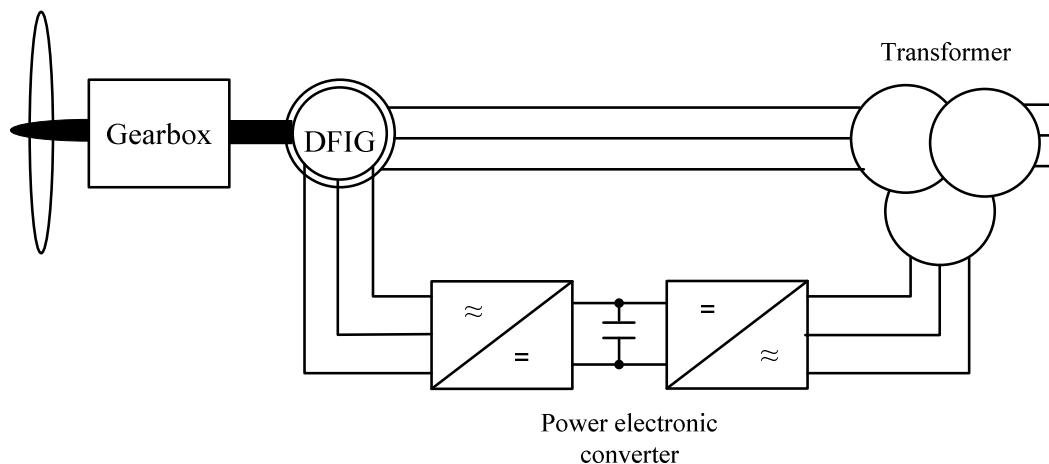 Transformer
Gearbox
DFIG
≈
=
=
≈
Power electronic
converter